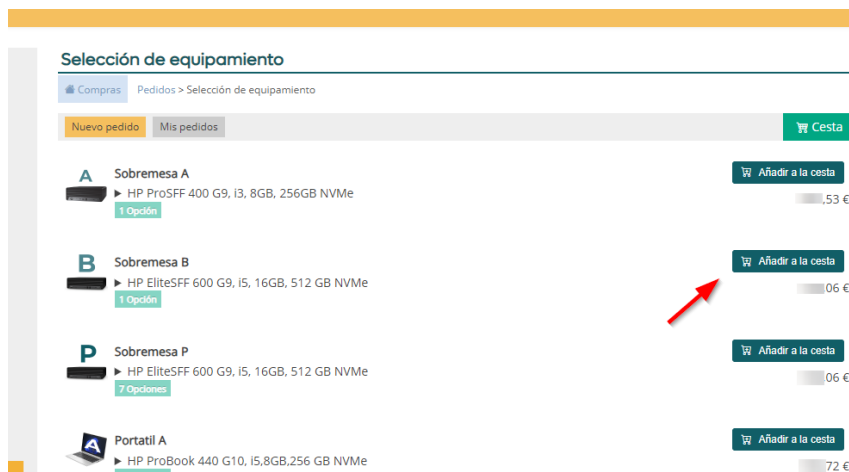 Selección de equipamiento
Compras Pedidos > Selección de equipamiento
Nuevo pedido Mis pedidos Cesta
A Sobremesa A Añadir a la cesta
HP ProSFF 400 G9, i3, 8GB, 256GB NVMe ,53 €
1 Opción
B Sobremesa B Añadir a la cesta
HP EliteSFF 600 G9, i5, 16GB, 512 GB NVMe 06 €
1 Opción
P Sobremesa P Añadir a la cesta
HP EliteSFF 600 G9, i5, 16GB, 512 GB NVMe 06 €
7 Opciones
A Portatil A Añadir a la cesta
HP ProBook 440 G10, i5,8GB,256 GB NVMe 72 €